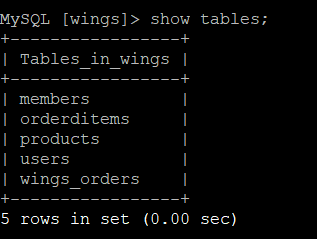 MySQL [wings]> show tables;
+-----------------+
| Tables_in_wings |
+-----------------+
| members         |
| orderditems     |
| products        |
| users           |
| wings_orders    |
+-----------------+
5 rows in set (0.00 sec)